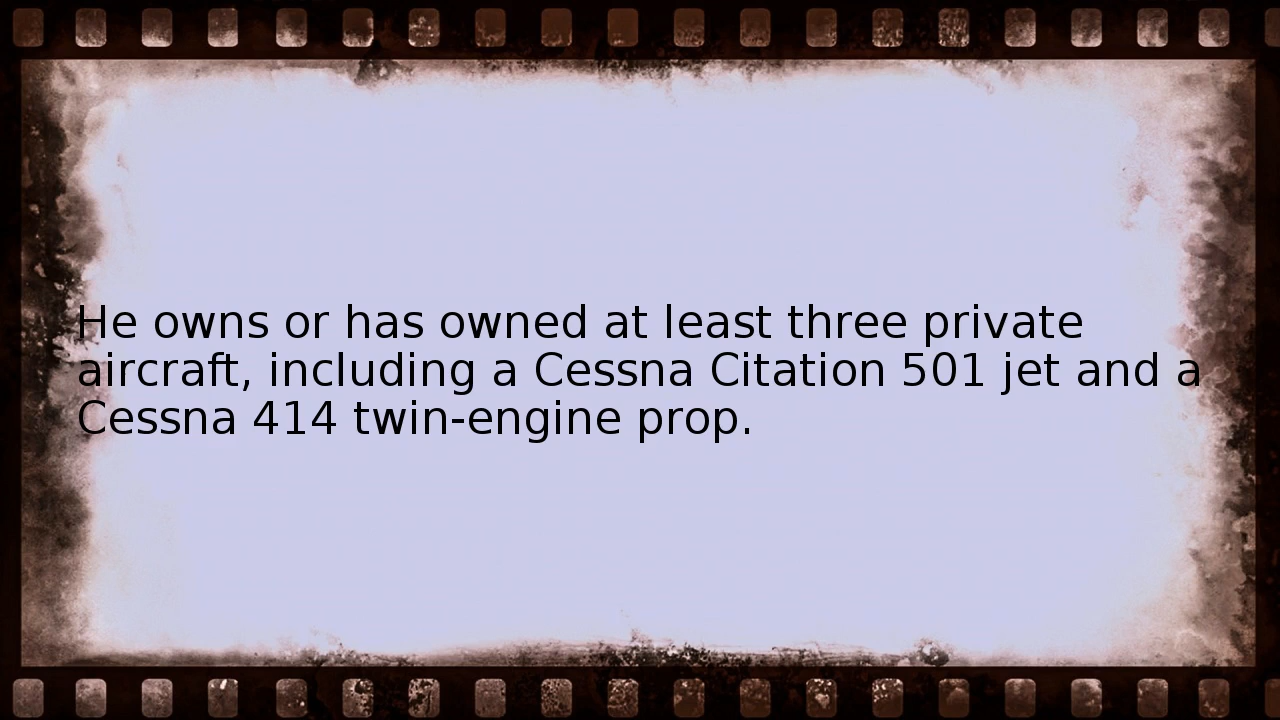 He owns or has owned at least three private
aircraft, including a Cessna Citation 501 jet and a
Cessna 414 twin-engine prop.